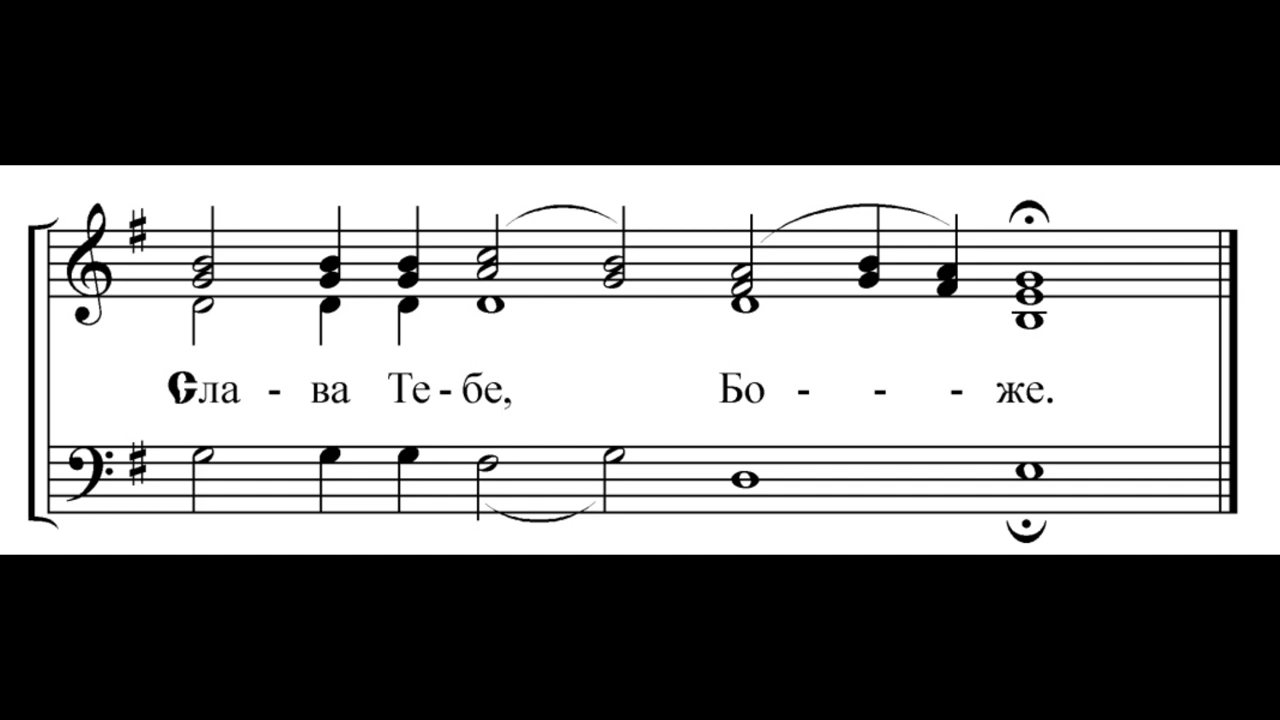 Сла - ва Те - бе, Бо - - - же.